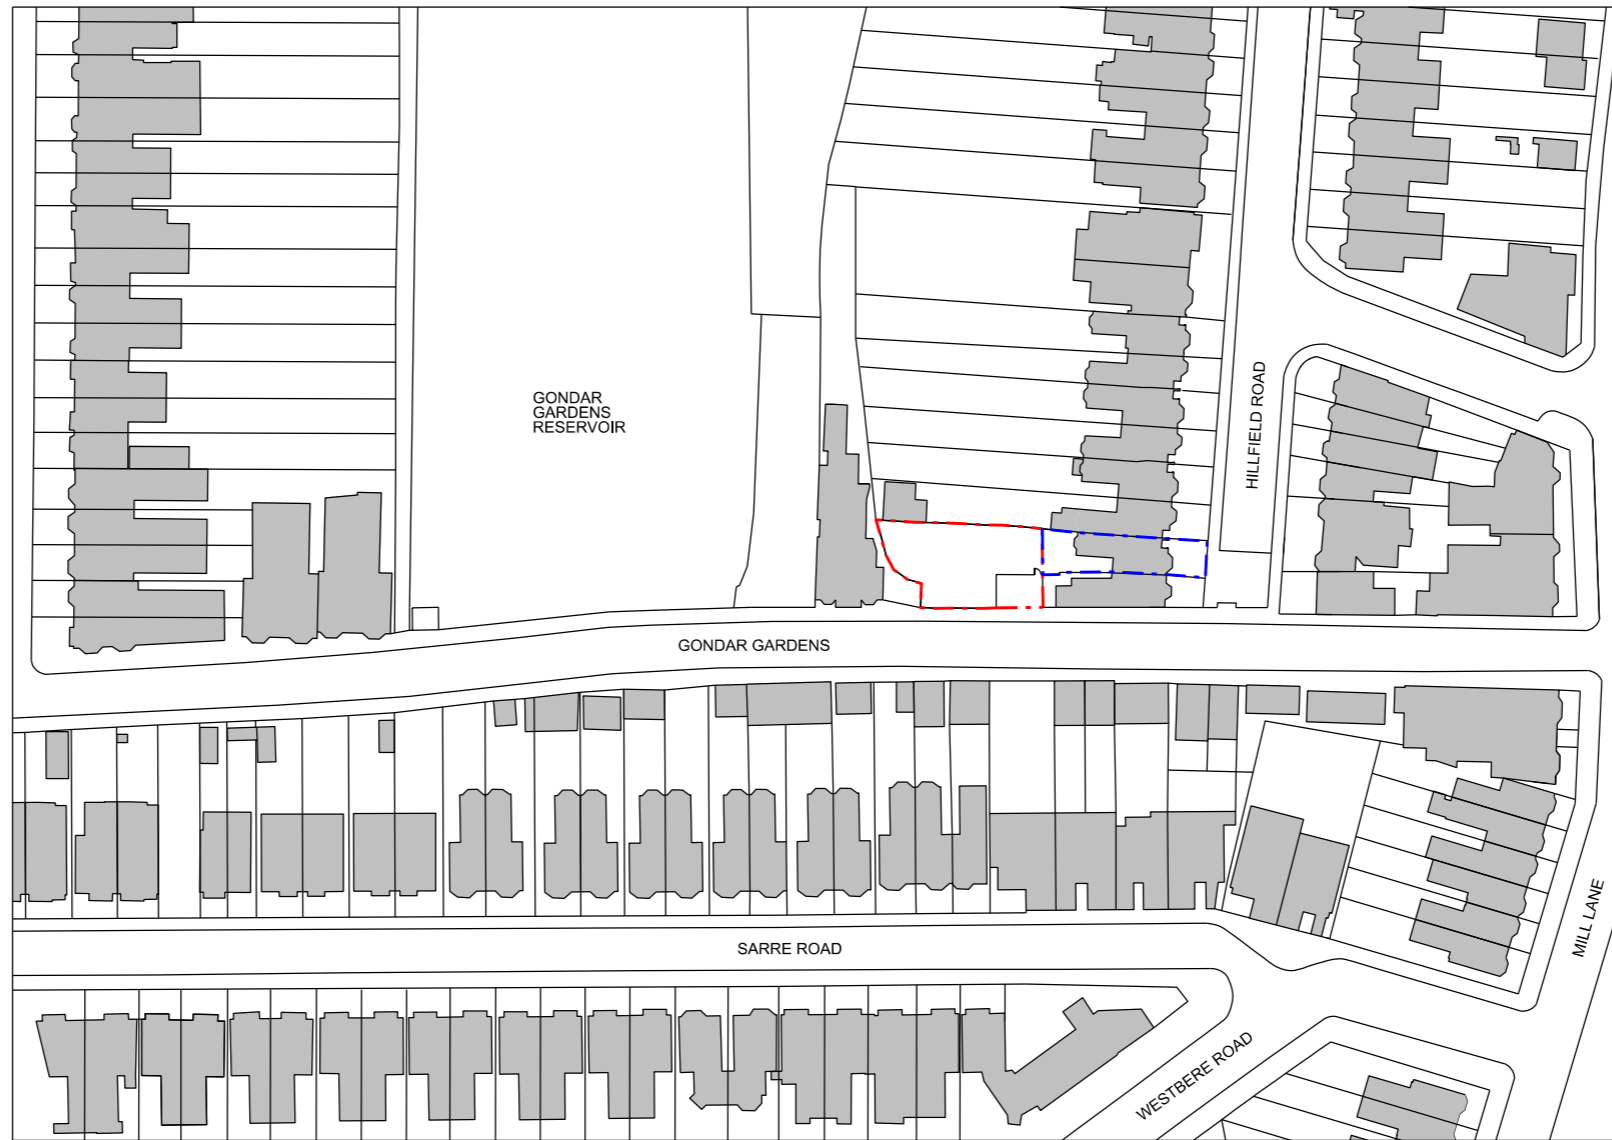 GONDAR
GARDENS
RESERVOIR
HILLFIELD ROAD
GONDAR GARDENS
MILL LANE
SARRE ROAD
WESTBERE ROAD